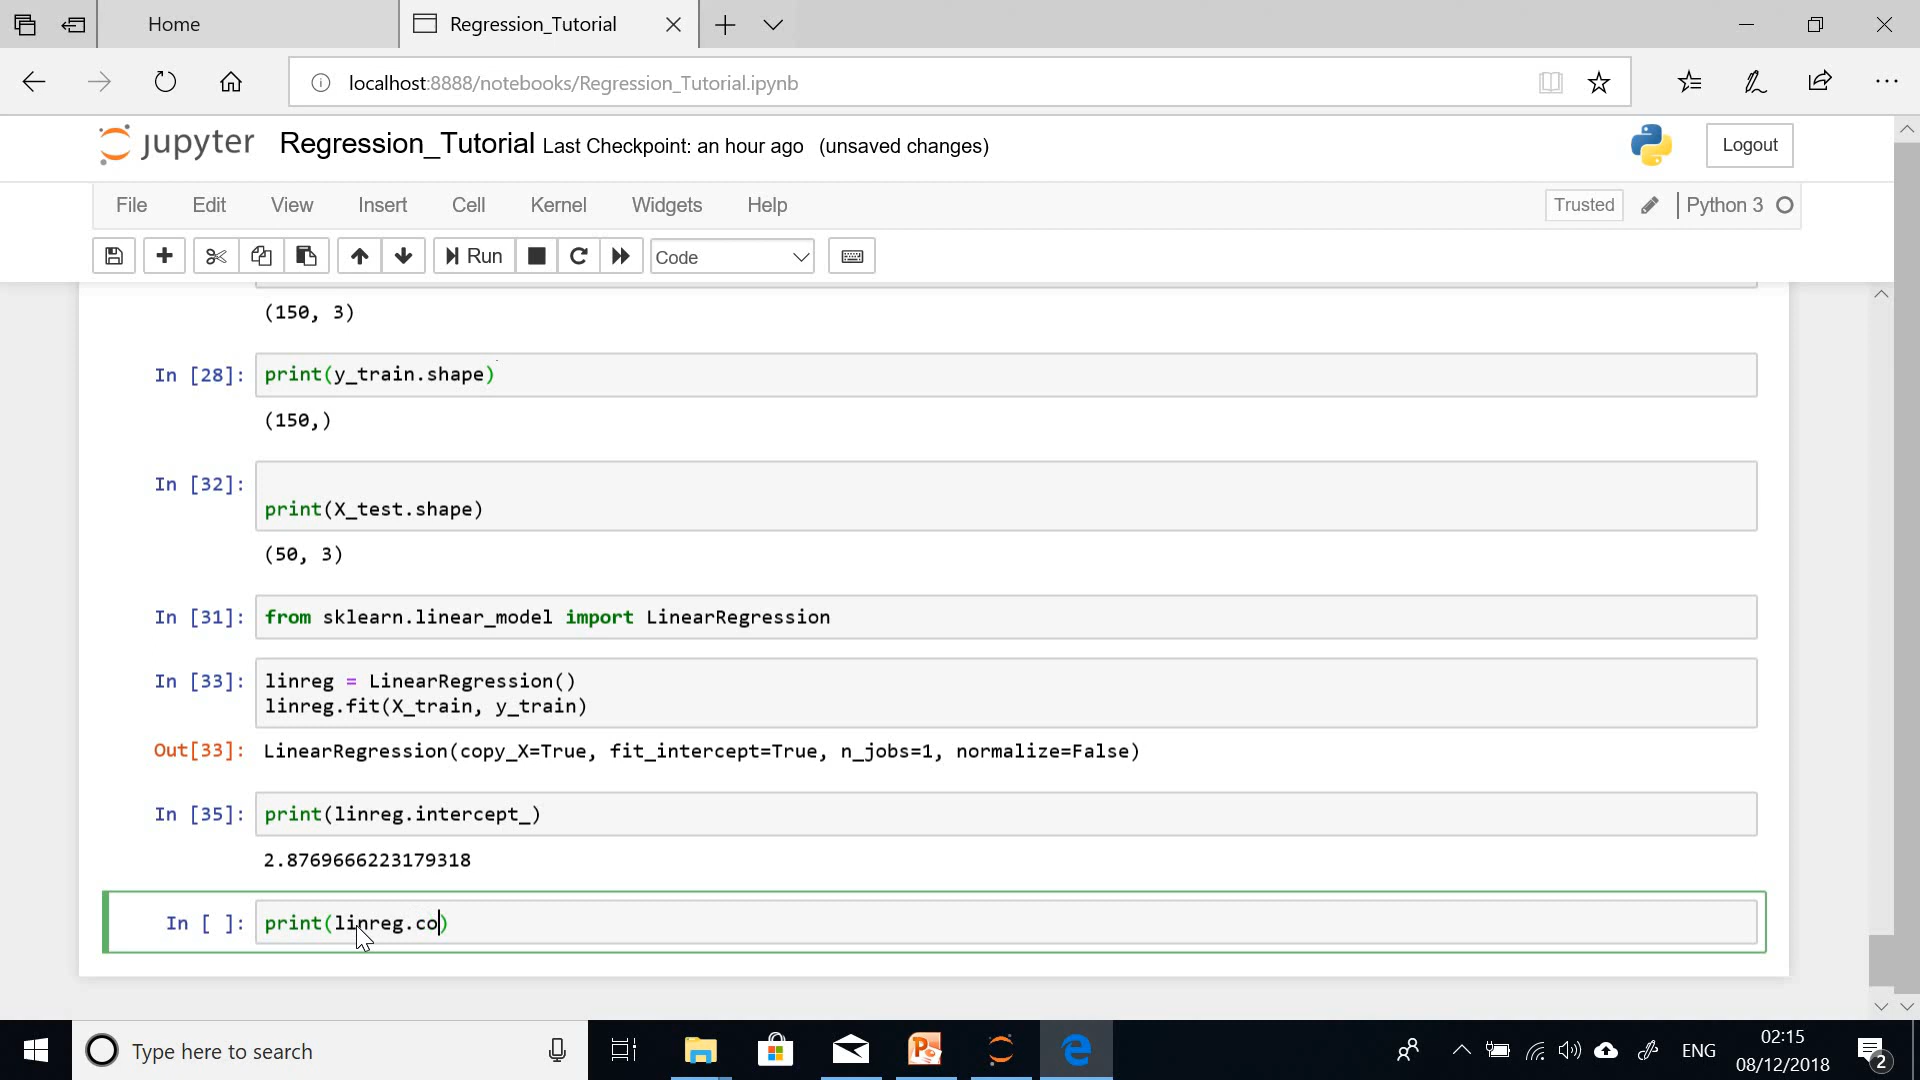 Home
Regression_Tutorial
localhost:8888/notebooks/Regression_Tutorial.ipynb
jupyter Regression_Tutorial Last Checkpoint: an hour ago (unsaved changes)
Logout
File Edit View Insert Cell Kernel Widgets Help
Trusted Python 3
Run Code
(150, 3)
In [28]: print(y_train.shape)
(150,)
In [32]:
print(X_test.shape)
(50, 3)
In [31]: from sklearn.linear_model import LinearRegression
In [33]: linreg = LinearRegression()
linreg.fit(X_train, y_train)
Out[33]: LinearRegression(copy_X=True, fit_intercept=True, n_jobs=1, normalize=False)
In [35]: print(linreg.intercept_)
2.8769666223179318
In [ ]: print(linreg.co)
Type here to search
ENG
02:15
08/12/2018
2